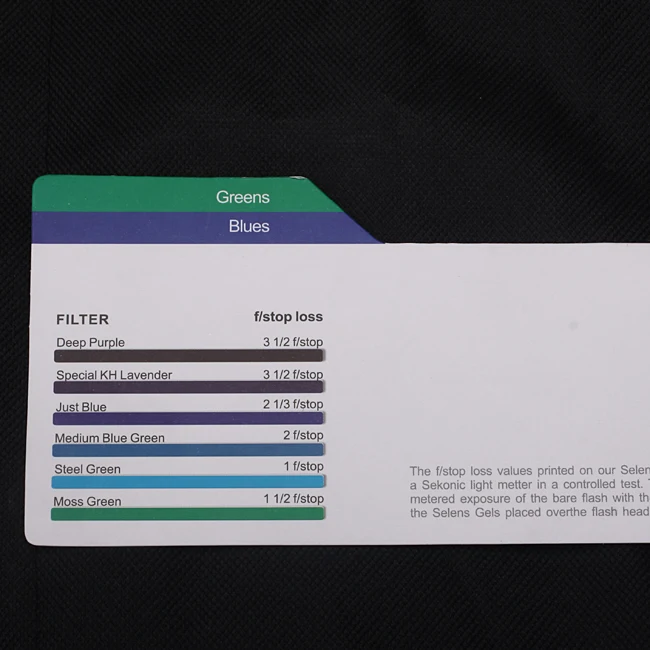 Greens
Blues
FILTER f/stop loss
Deep Purple 3 1/2 f/stop
Special KH Lavender 3 1/2 f/stop
Just Blue 2 1/3 f/stop
Medium Blue Green 2 f/stop
Steel Green 1 f/stop
Moss Green 1 1/2 f/stop
The f/stop loss values printed on our
a Sekonic light metter in a controlled test.
metered exposure of the bare flash with
the Selens Gels placed overthe flash head